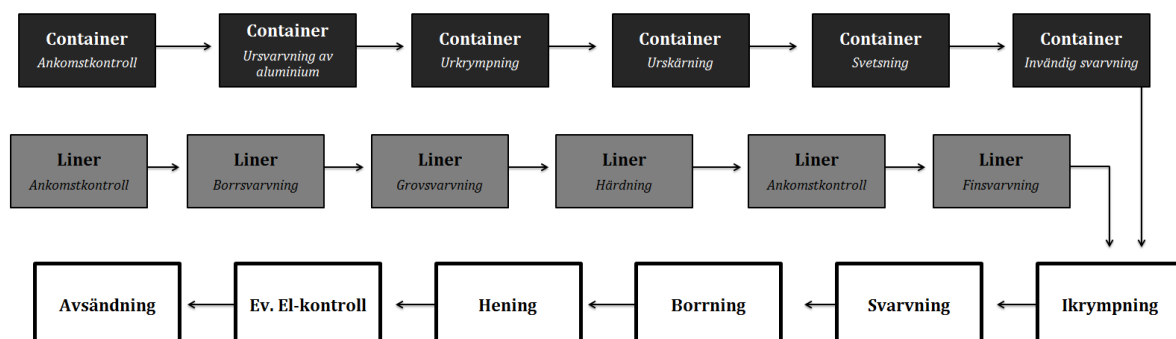 Container
Ankomstkontroll
Container
Ursvarvning av
aluminium
Container
Urkrympning
Container
Urskärning
Container
Svetsning
Container
Invändig svarvning
Liner
Ankomstkontroll
Liner
Borrsvarvning
Liner
Grovsvarvning
Liner
Härdning
Liner
Ankomstkontroll
Liner
Finsvarvning
Avsändning
Ev. El-kontroll
Hening
Borrning
Svarvning
Ikrympning